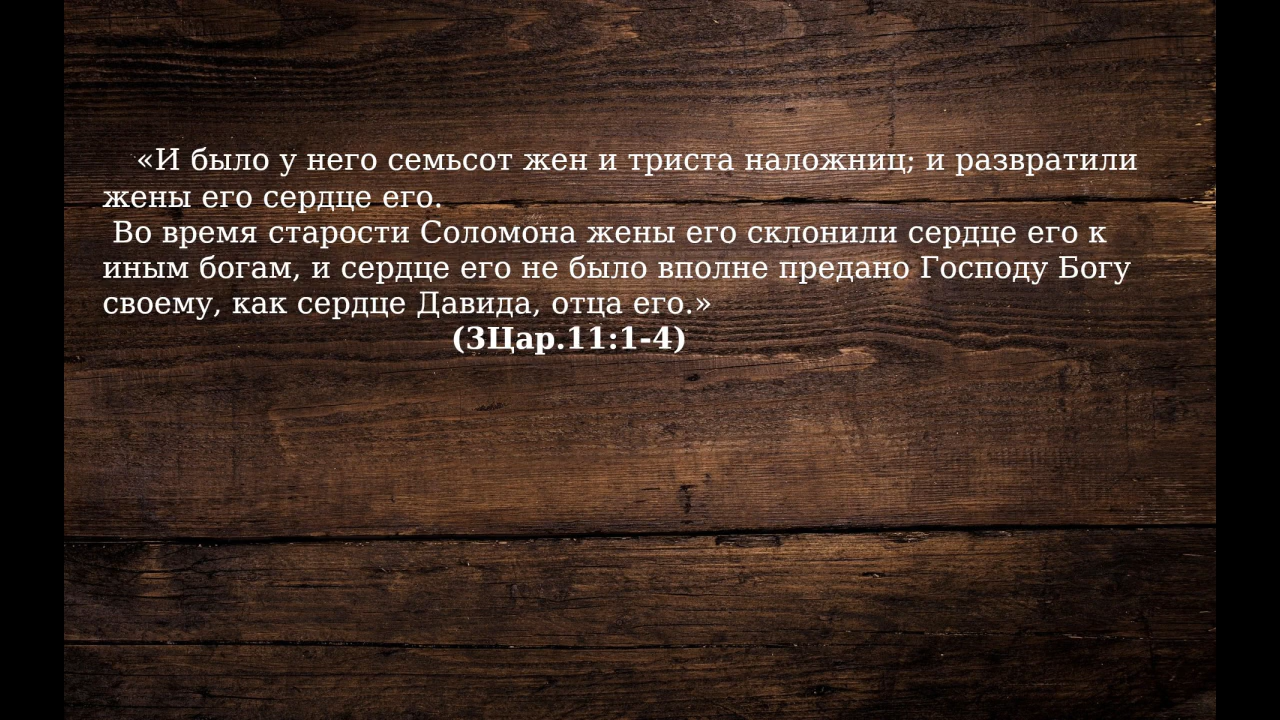 «И было у него семьсот жен и триста наложниц; и развратили
жены его сердце его.
Во время старости Соломона жены его склонили сердце его к
иным богам, и сердце его не было вполне предано Господу Богу
своему, как сердце Давида, отца его.»
(3Цар.11:1-4)